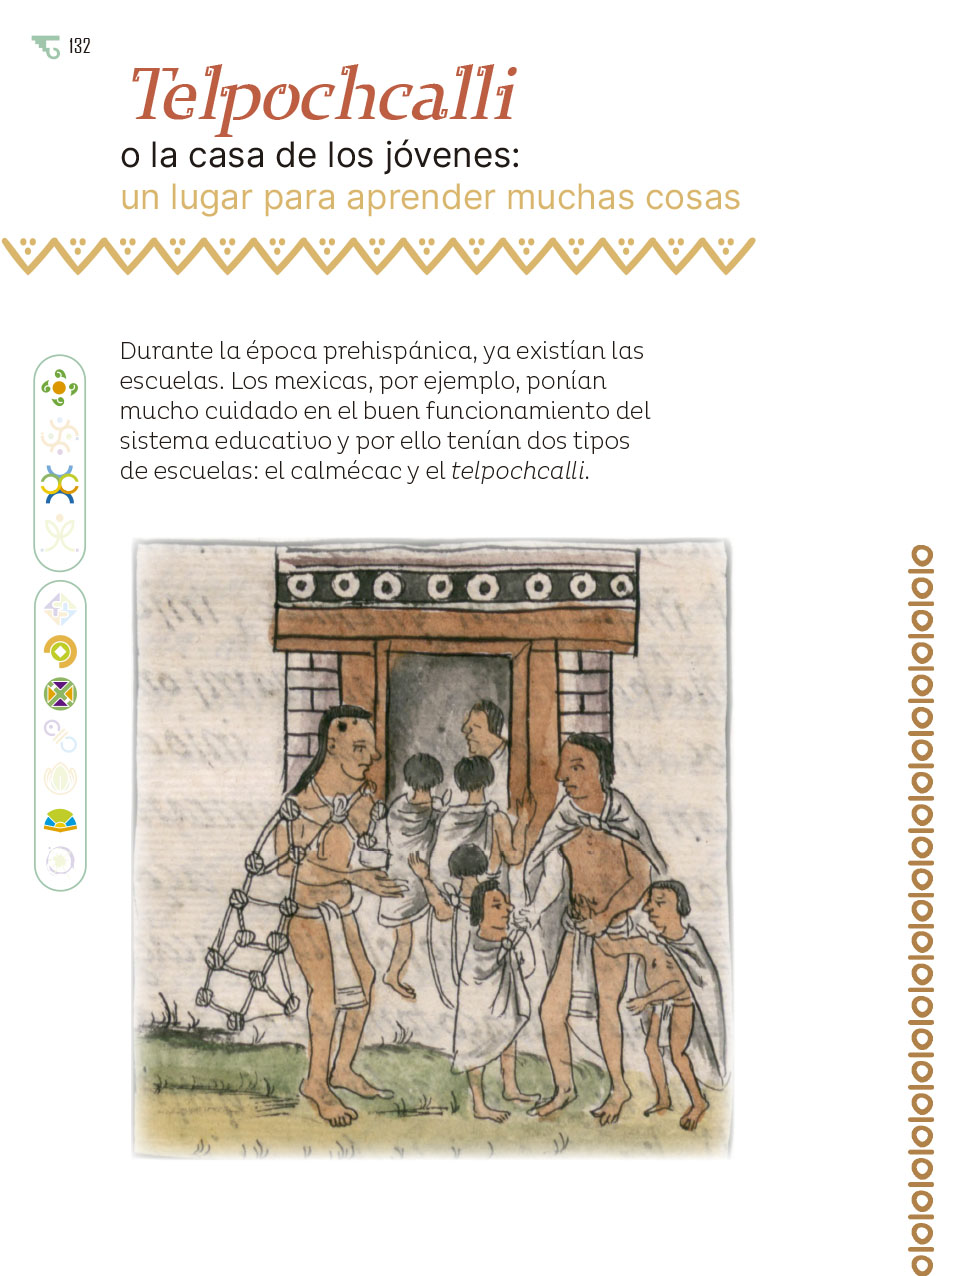 132
Telpochcalli
o la casa de los jóvenes:
un lugar para aprender muchas cosas
Durante la época prehispánica, ya existían las
escuelas. Los mexicas, por ejemplo, ponían
mucho cuidado en el buen funcionamiento del
sistema educativo y por ello tenían dos tipos
de escuelas: el calmécac y el telpochcalli.